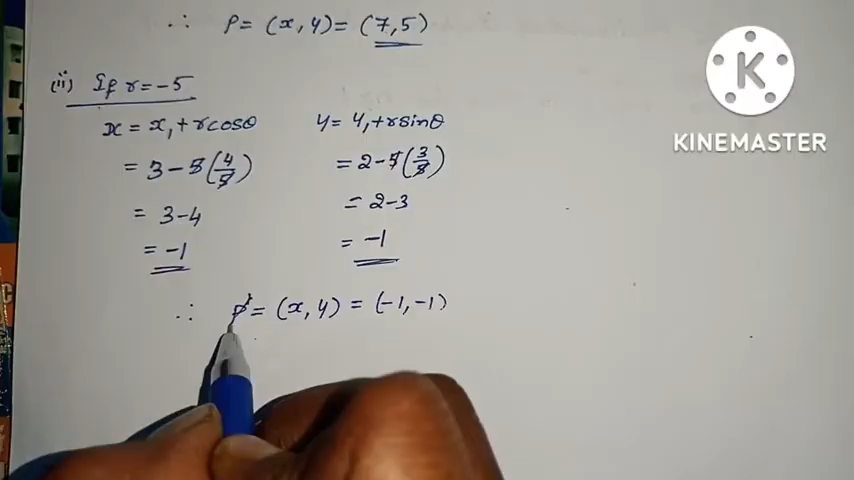 ∴ P = (x, y) = (7, 5)
(ii) If r = -5
x = x₁ + r cosθ y = y₁ + r sinθ
= 3 - 5(4/5) = 2 - 5(3/5)
= 3 - 4 = 2 - 3
= -1 = -1
∴ = (x, y) = (-1, -1)
K
KINEMASTER